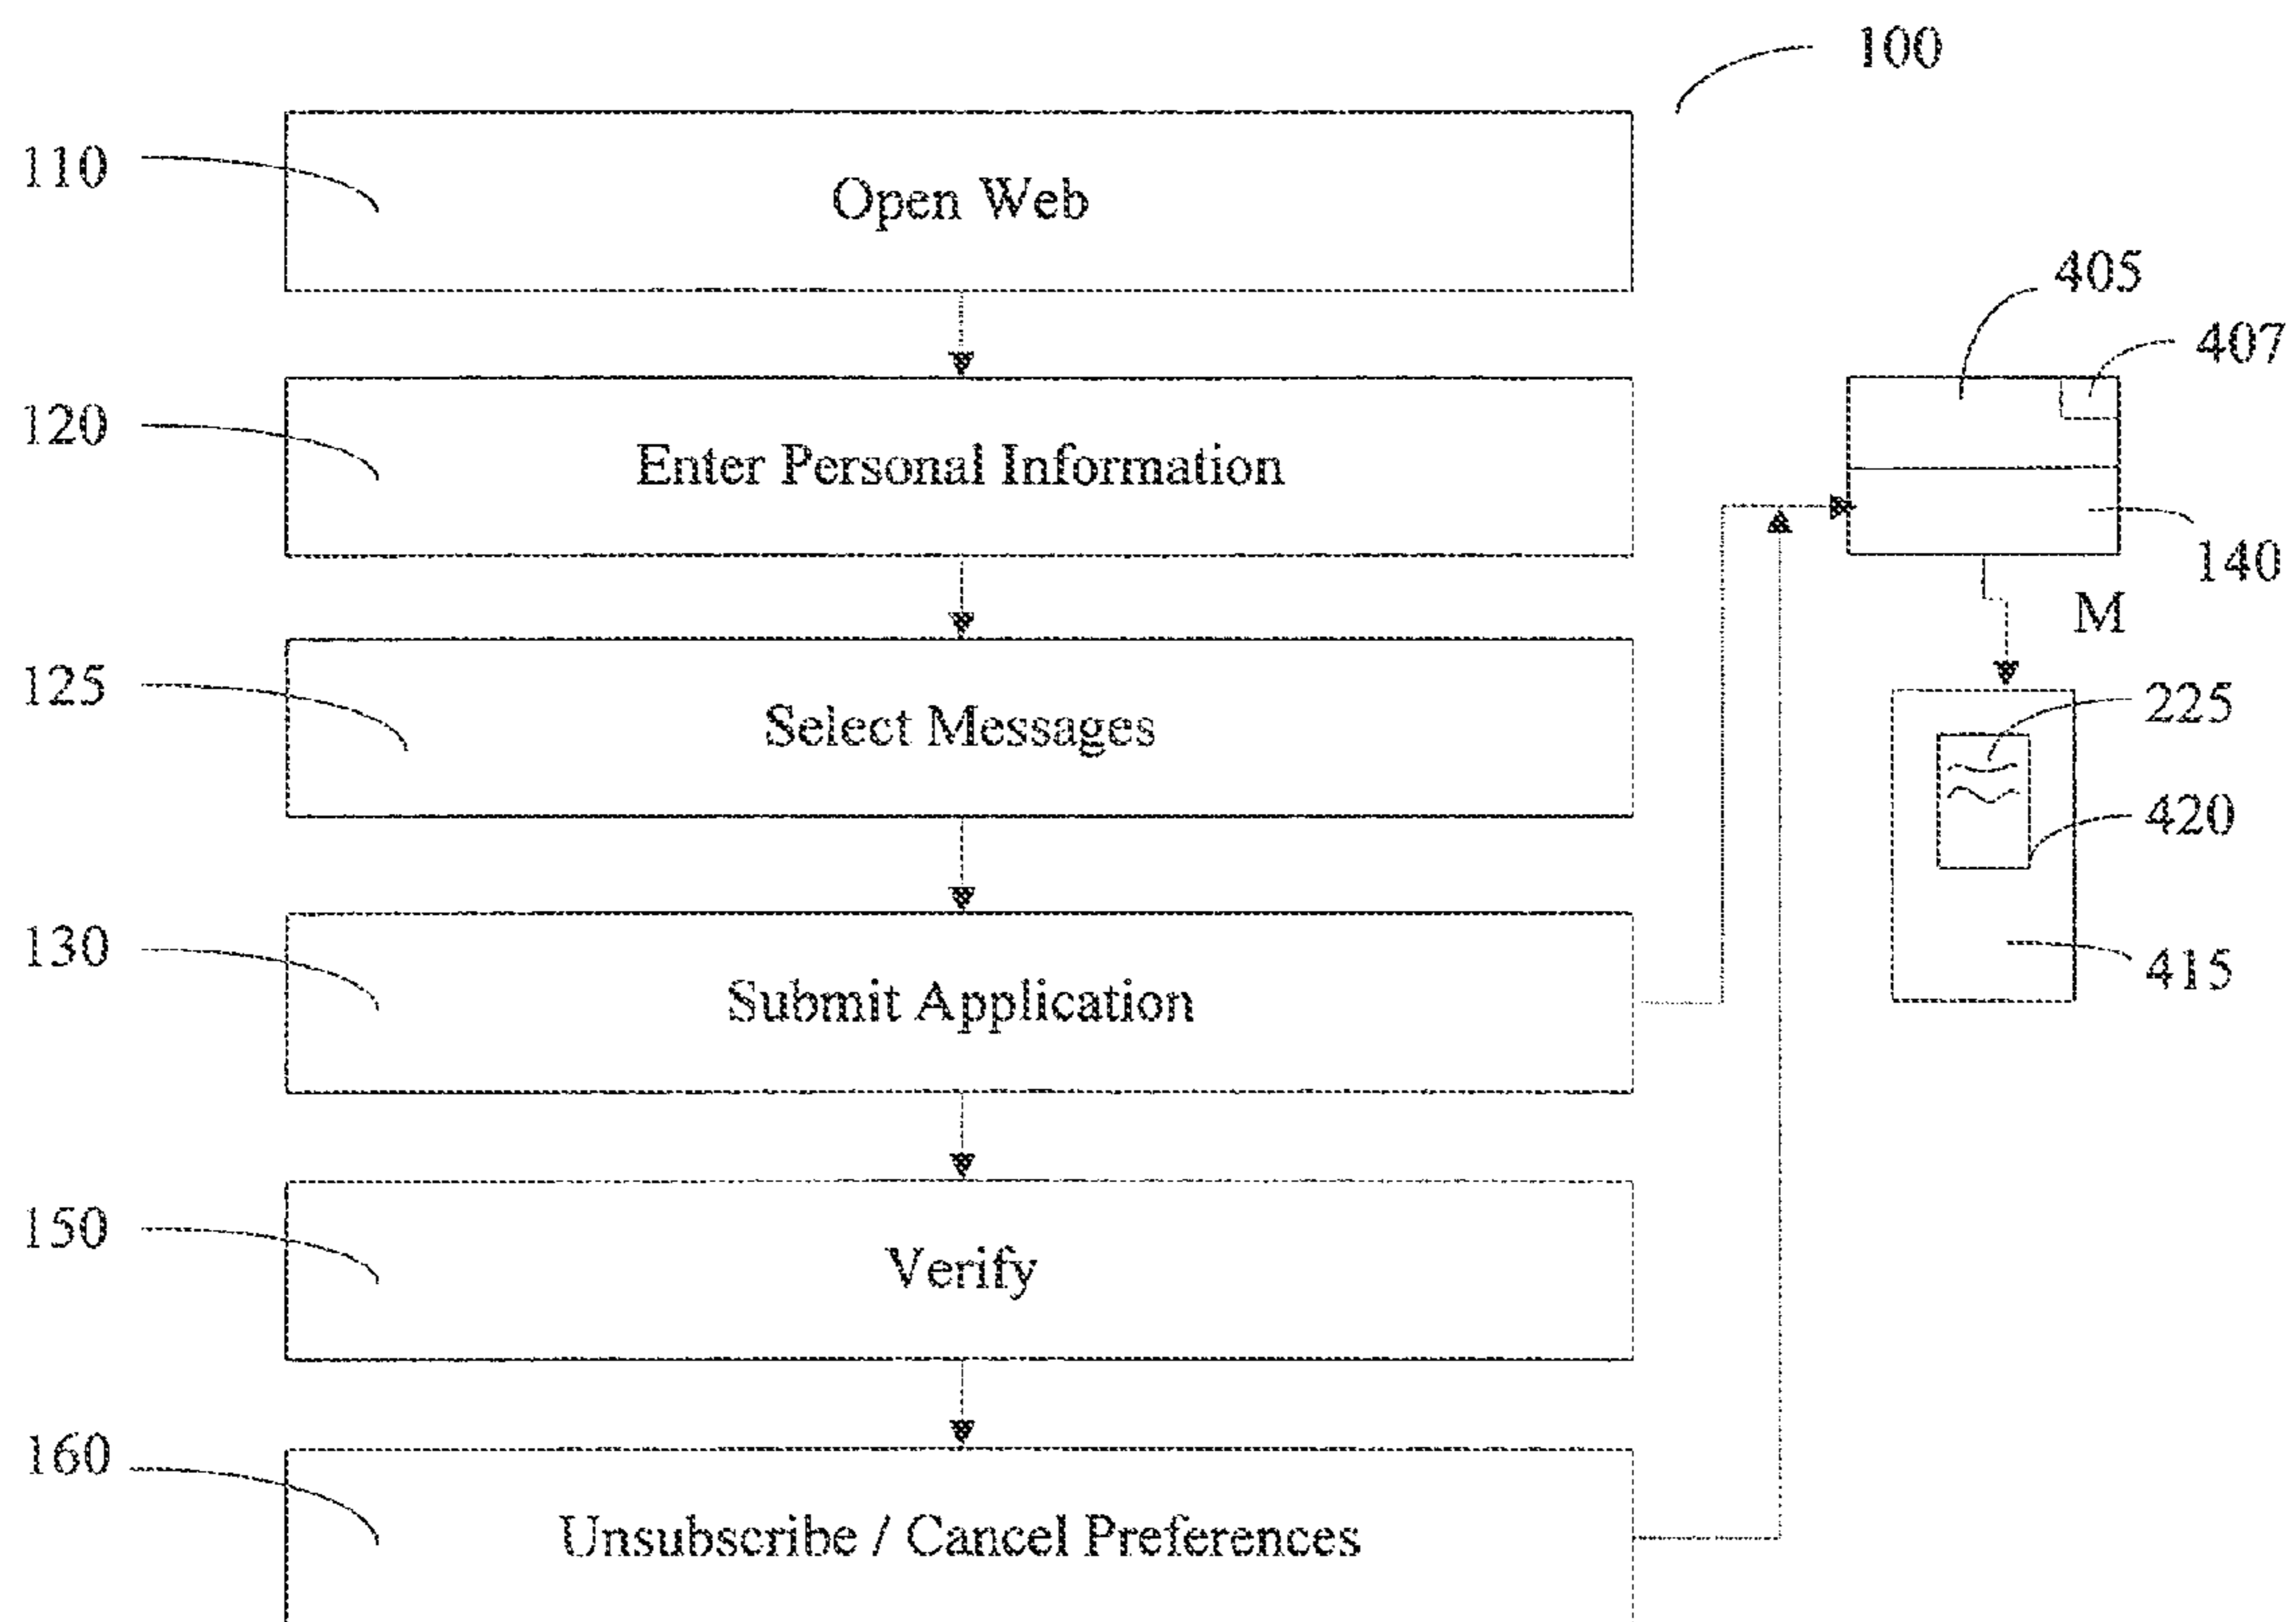 100
110
Open Web
405
407
120
Enter Personal Information
140
M
125
Select Messages
225
420
130
Submit Application
415
150
Verify
160
Unsubscribe / Cancel Preferences